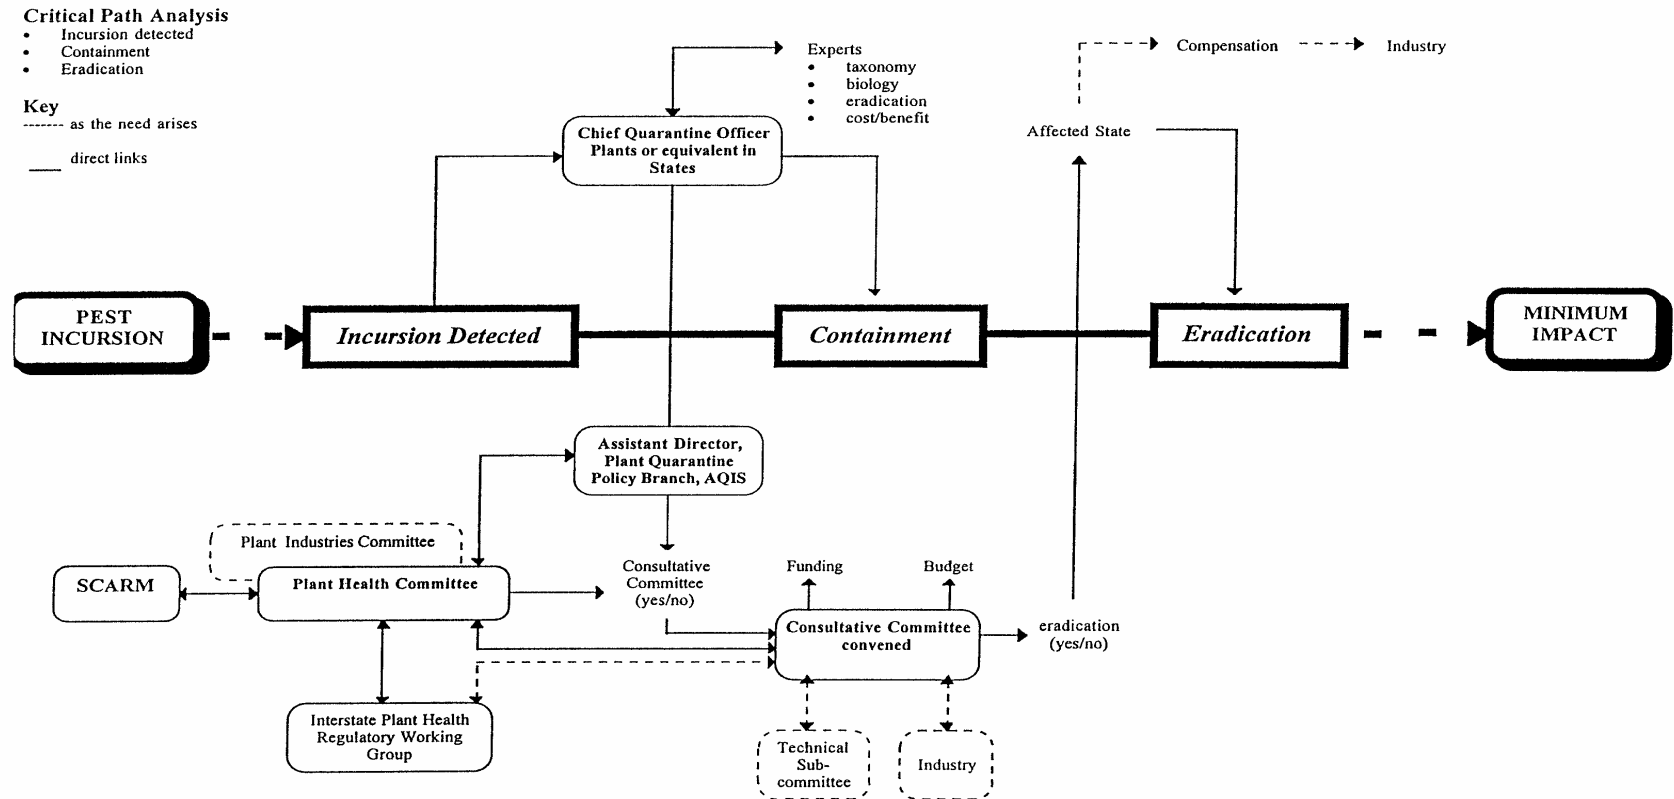 Critical Path Analysis
• Incursion detected
• Containment
• Eradication
Key
------- as the need arises
___ direct links
Experts
• taxonomy
• biology
• eradication
• cost/benefit
Compensation
Industry
Chief Quarantine Officer
Plants or equivalent in
States
Affected State
PEST
INCURSION
Incursion Detected
Containment
Eradication
MINIMUM
IMPACT
Assistant Director,
Plant Quarantine
Policy Branch, AQIS
Plant Industries Committee
SCARM
Plant Health Committee
Consultative
Committee
(yes/no)
Funding
Budget
Consultative Committee
convened
eradication
(yes/no)
Interstate Plant Health
Regulatory Working
Group
Technical
Sub-
committee
Industry